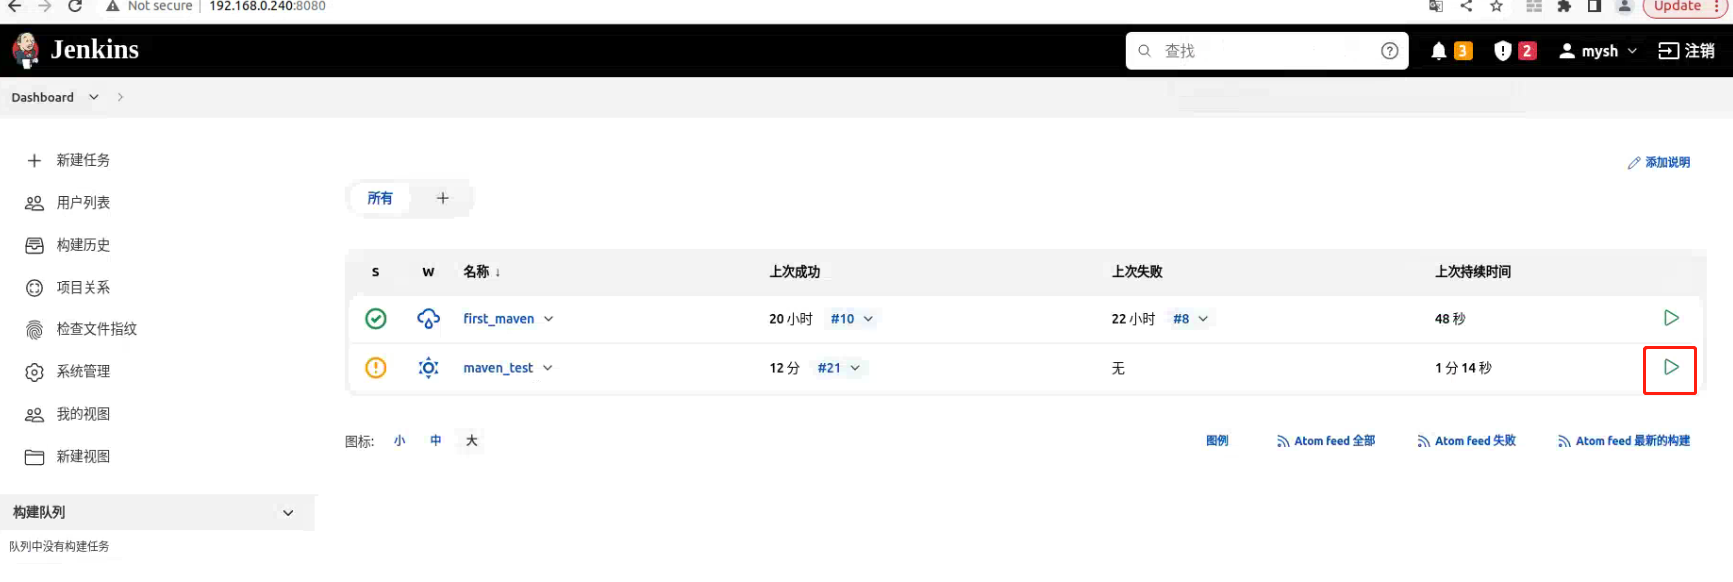 Not secure | 192.168.0.240:8080
Update
Jenkins
查找
3
2
mysh
注销
Dashboard
新建任务
用户列表
构建历史
项目关系
检查文件指纹
系统管理
我的视图
新建视图
构建队列
队列中没有构建任务
添加说明
所有
S W 名称 ↓ 上次成功 上次失败 上次持续时间
first_maven 20 小时 #10 22 小时 #8 48 秒
maven_test 12 分 #21 无 1 分 14 秒
图标: 小 中 大
图例 Atom feed 全部 Atom feed 失败 Atom feed 最新的构建